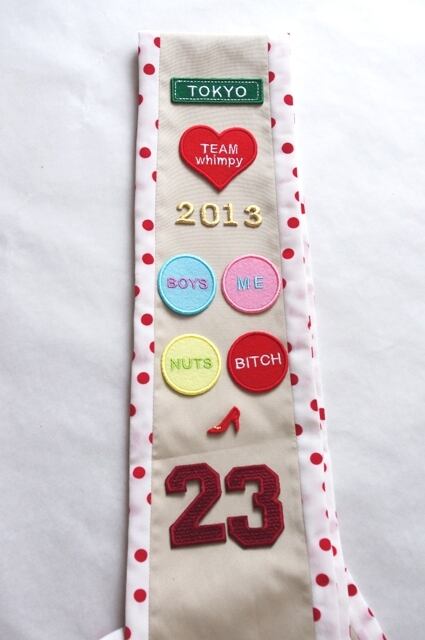 TOKYO
TEAM
whimpy
2013
BOYS ME
NUTS BITCH
23